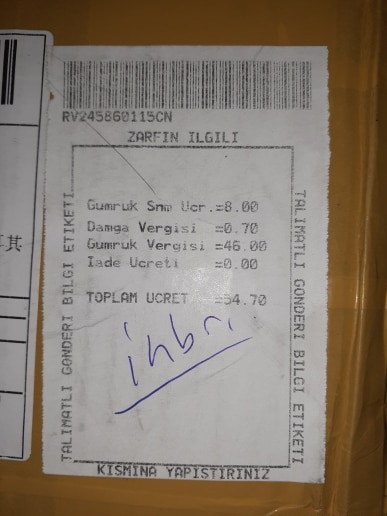 RV245860115CN
ZARFIN ILGILI
Gumruk Snm Ucr.=8.00
Damga Vergisi =0.70
Gumruk Vergisi =46.00
Iade Ucreti =0.00
TOPLAM UCRET =54.70
TALIMATLI GONDERI BILGI ETIKETI
TALIMATLI GONDERI BILGI ETIKETI
KISMINA YAPISTIRINIZ
其